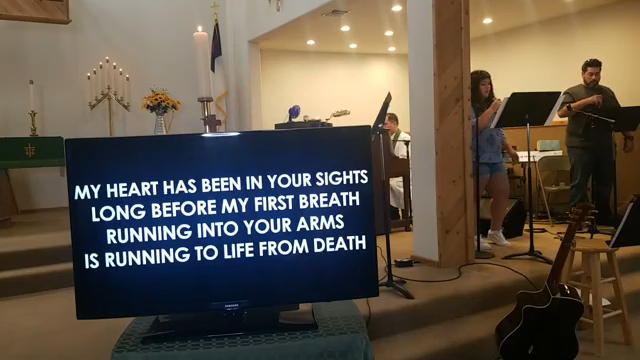 MY HEART HAS BEEN IN YOUR SIGHTS
LONG BEFORE MY FIRST BREATH
RUNNING INTO YOUR ARMS
IS RUNNING TO LIFE FROM DEATH
SAMSUNG